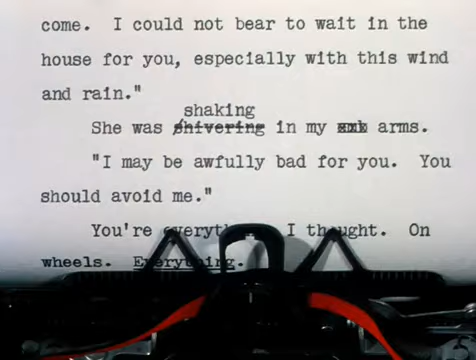 come. I could not bear to wait in the
house for you, especially with this wind
and rain."
shaking
She was shivering in my arms.
"I may be awfully bad for you. You
should avoid me."
You're everything I thought. On
wheels. Everything.